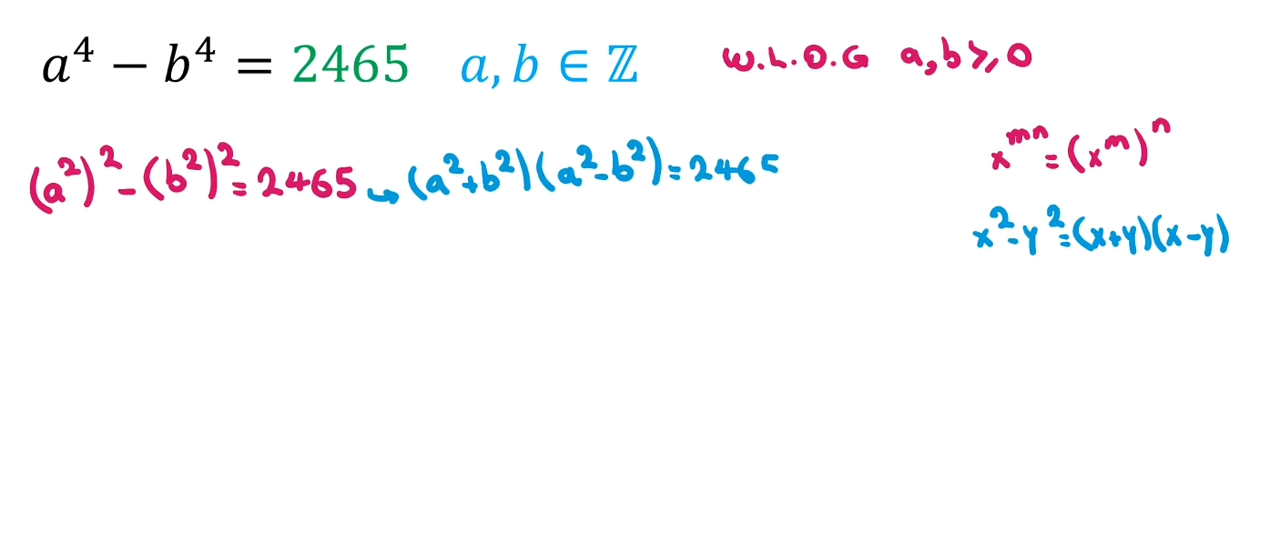 a⁴ − b⁴ = 2465 a, b ∈ ℤ W.L.O.G a,b ≥ 0
x^{mn} = (x^m)^n
(a²)² - (b²)² = 2465 ↪ (a²+b²)(a²-b²) = 2465
x² - y² = (x+y)(x-y)